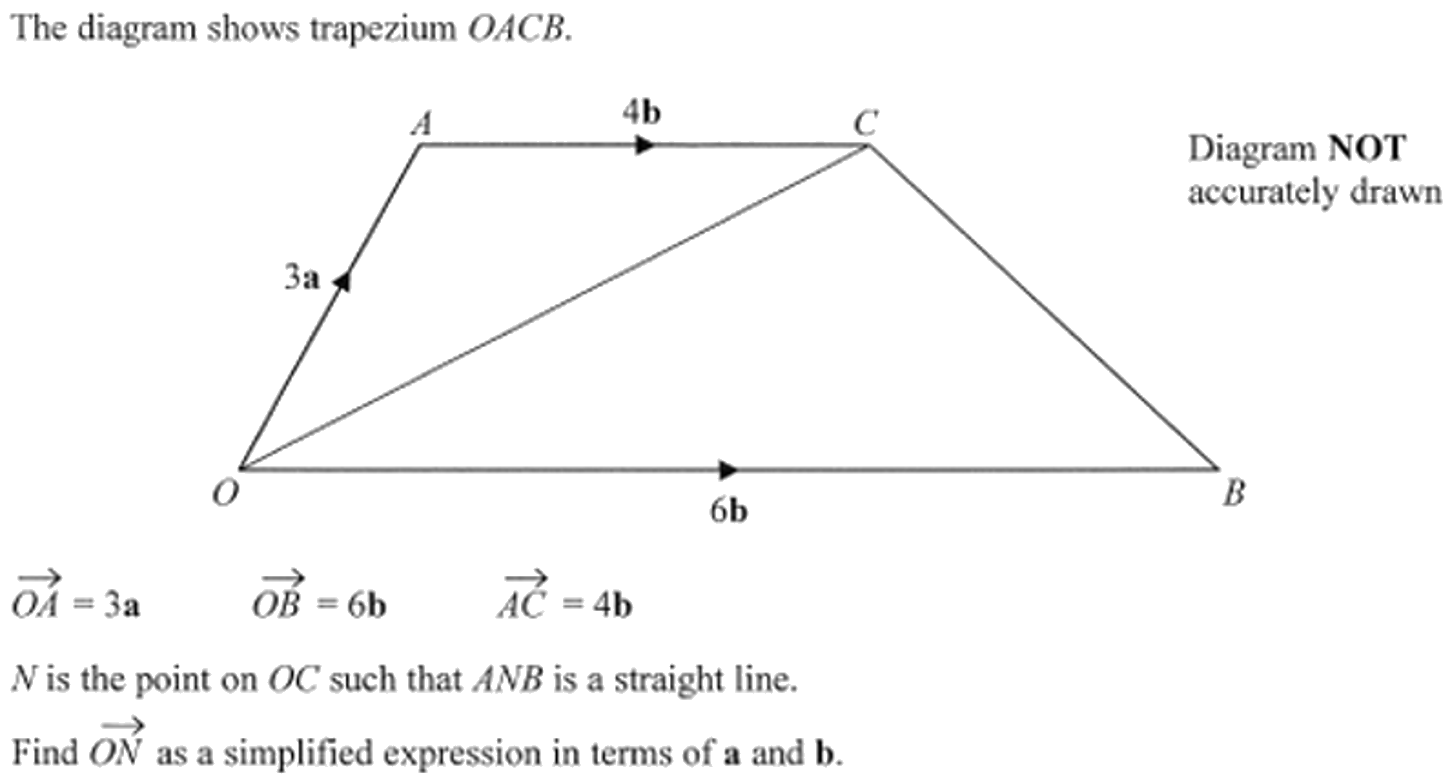 The diagram shows trapezium OACB.
A
4b
C
Diagram NOT
accurately drawn
3a
O
6b
B
OA = 3a OB = 6b AC = 4b
N is the point on OC such that ANB is a straight line.
Find ON as a simplified expression in terms of a and b.